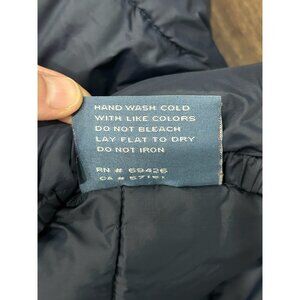 HAND WASH COLD
WITH LIKE COLORS
DO NOT BLEACH
LAY FLAT TO DRY
DO NOT IRON
RN # 69426
CA # 57151